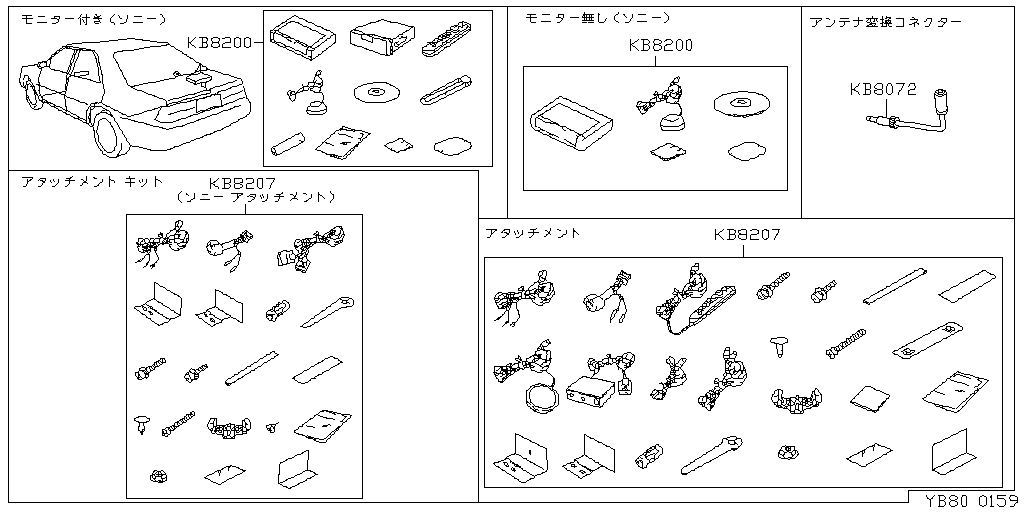 モニター付き(ソニー)
KB8200
モニター無し(ソニー)
KB8200
アンテナ変換コネクター
KB8072
アタッチメント キット
KB8207
(ソニー アタッチメント)
アタッチメント
KB8207
YB80 0159